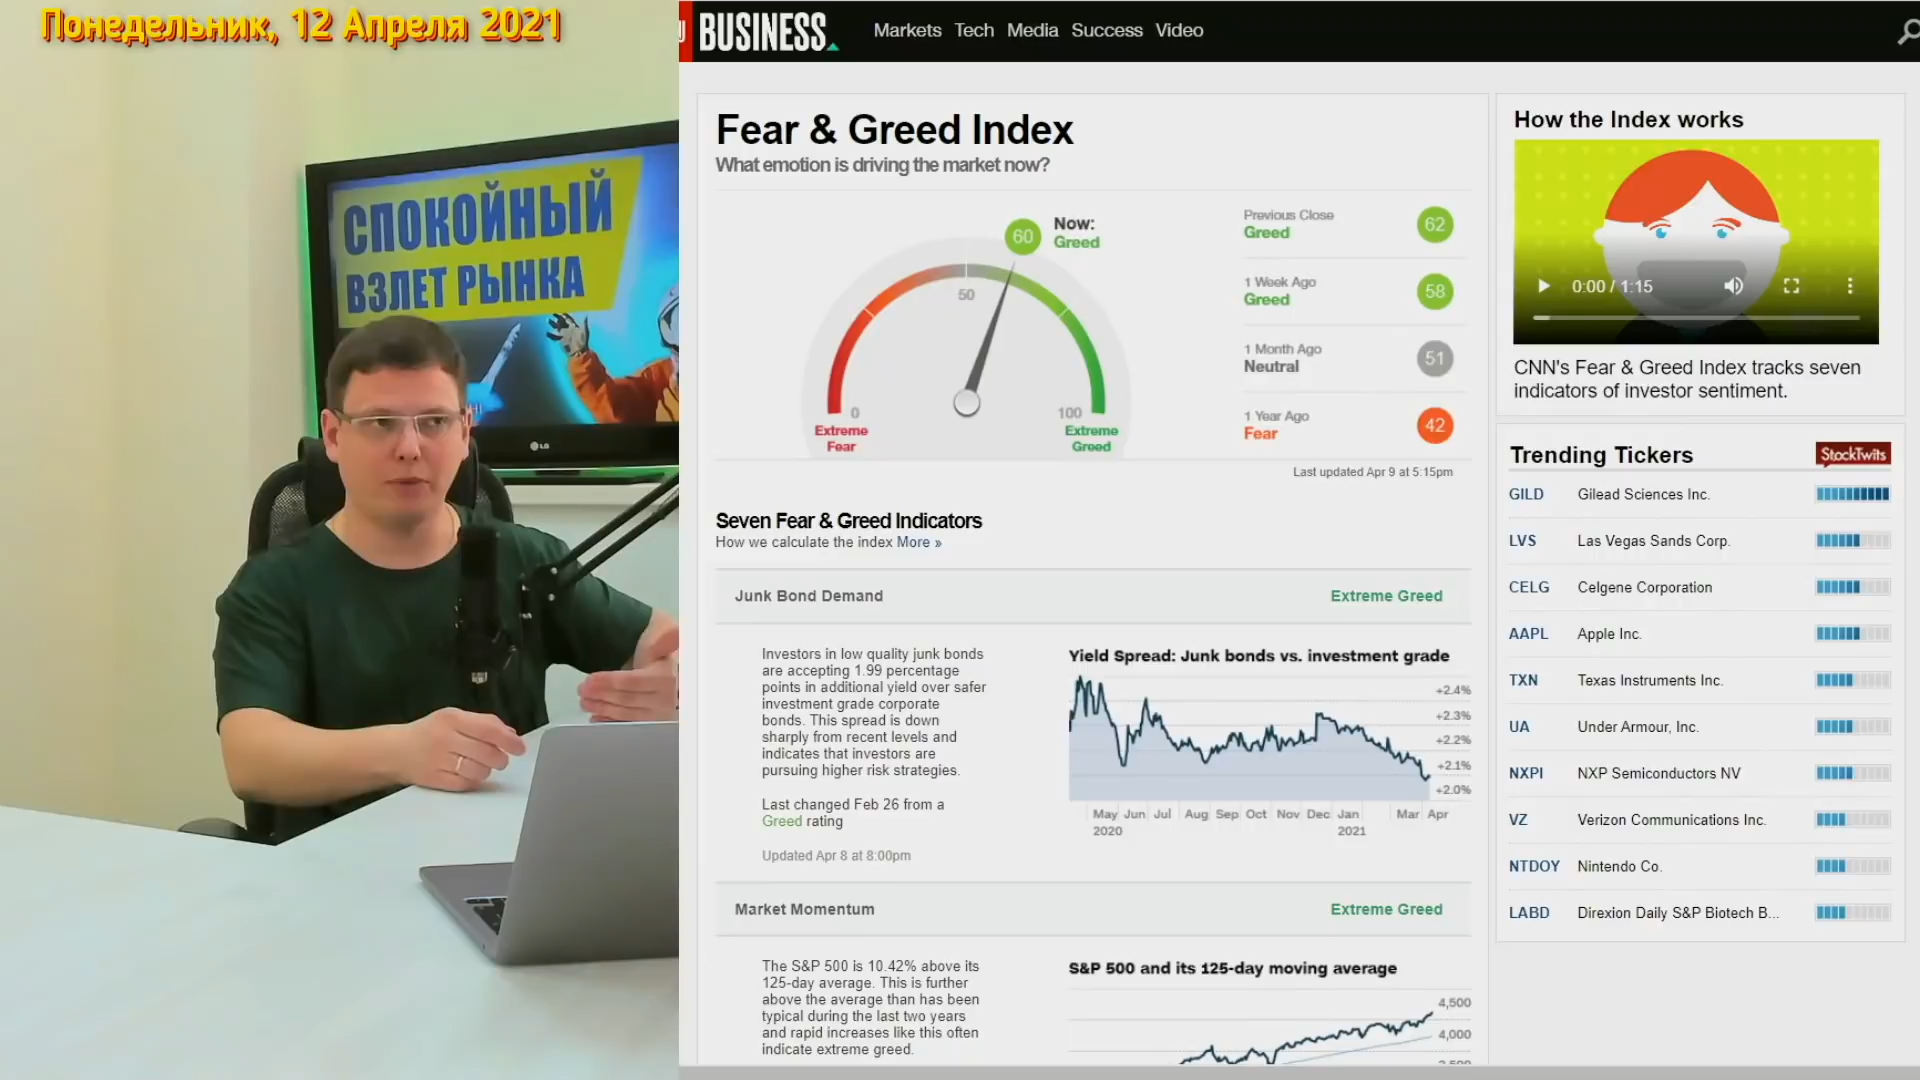 Понедельник, 12 Апреля 2021
СПОКОЙНЫЙ
ВЗЛЕТ РЫНКА
LG
BUSINESS
Markets Tech Media Success Video
Fear & Greed Index
What emotion is driving the market now?
60
Now:
Greed
50
0
Extreme
Fear
100
Extreme
Greed
Previous Close
Greed
62
1 Week Ago
Greed
58
1 Month Ago
Neutral
51
1 Year Ago
Fear
42
Last updated Apr 9 at 5:15pm
Seven Fear & Greed Indicators
How we calculate the index More »
Junk Bond Demand
Extreme Greed
Investors in low quality junk bonds
are accepting 1.99 percentage
points in additional yield over safer
investment grade corporate
bonds. This spread is down
sharply from recent levels and
indicates that investors are
pursuing higher risk strategies.
Last changed Feb 26 from a
Greed rating
Updated Apr 8 at 8:00pm
Yield Spread: Junk bonds vs. investment grade
+2.4%
+2.3%
+2.2%
+2.1%
+2.0%
May Jun Jul Aug Sep Oct Nov Dec Jan Mar Apr
2020 2021
Market Momentum
Extreme Greed
The S&P 500 is 10.42% above its
125-day average. This is further
above the average than has been
typical during the last two years
and rapid increases like this often
indicate extreme greed.
S&P 500 and its 125-day moving average
4,500
4,000
How the Index works
0:00 / 1:15
CNN's Fear & Greed Index tracks seven
indicators of investor sentiment.
Trending Tickers
StockTwits
GILD Gilead Sciences Inc.
LVS Las Vegas Sands Corp.
CELG Celgene Corporation
AAPL Apple Inc.
TXN Texas Instruments Inc.
UA Under Armour, Inc.
NXPI NXP Semiconductors NV
VZ Verizon Communications Inc.
NTDOY Nintendo Co.
LABD Direxion Daily S&P Biotech B...